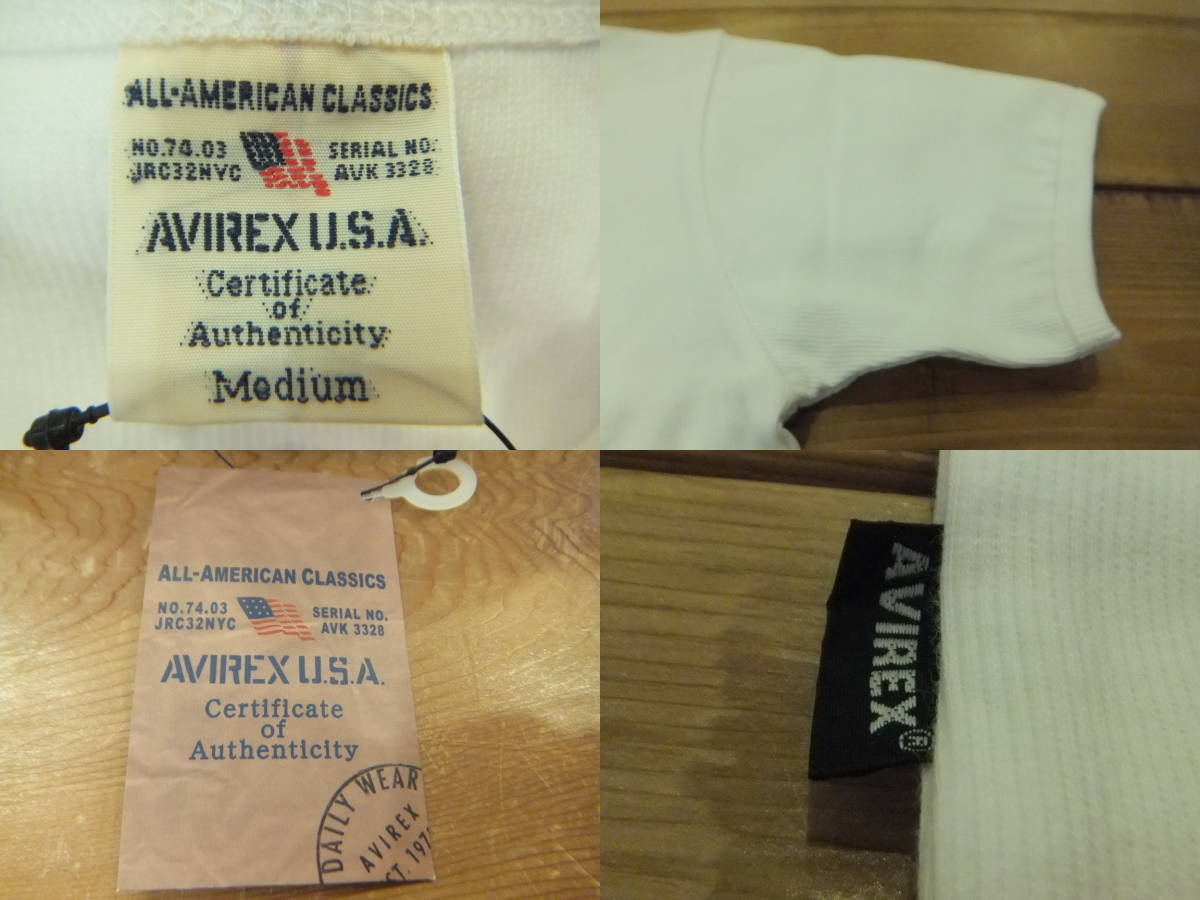 ALL-AMERICAN CLASSICS
NO.74.03
JRC32NYC
SERIAL NO.
AVK 3328
AVIREX U.S.A.
Certificate
of
Authenticity
Medium
ALL-AMERICAN CLASSICS
NO.74.03
JRC32NYC
SERIAL NO.
AVK 3328
AVIREX U.S.A.
Certificate
of
Authenticity
DAILY WEAR
AVIREX
AVIREX®